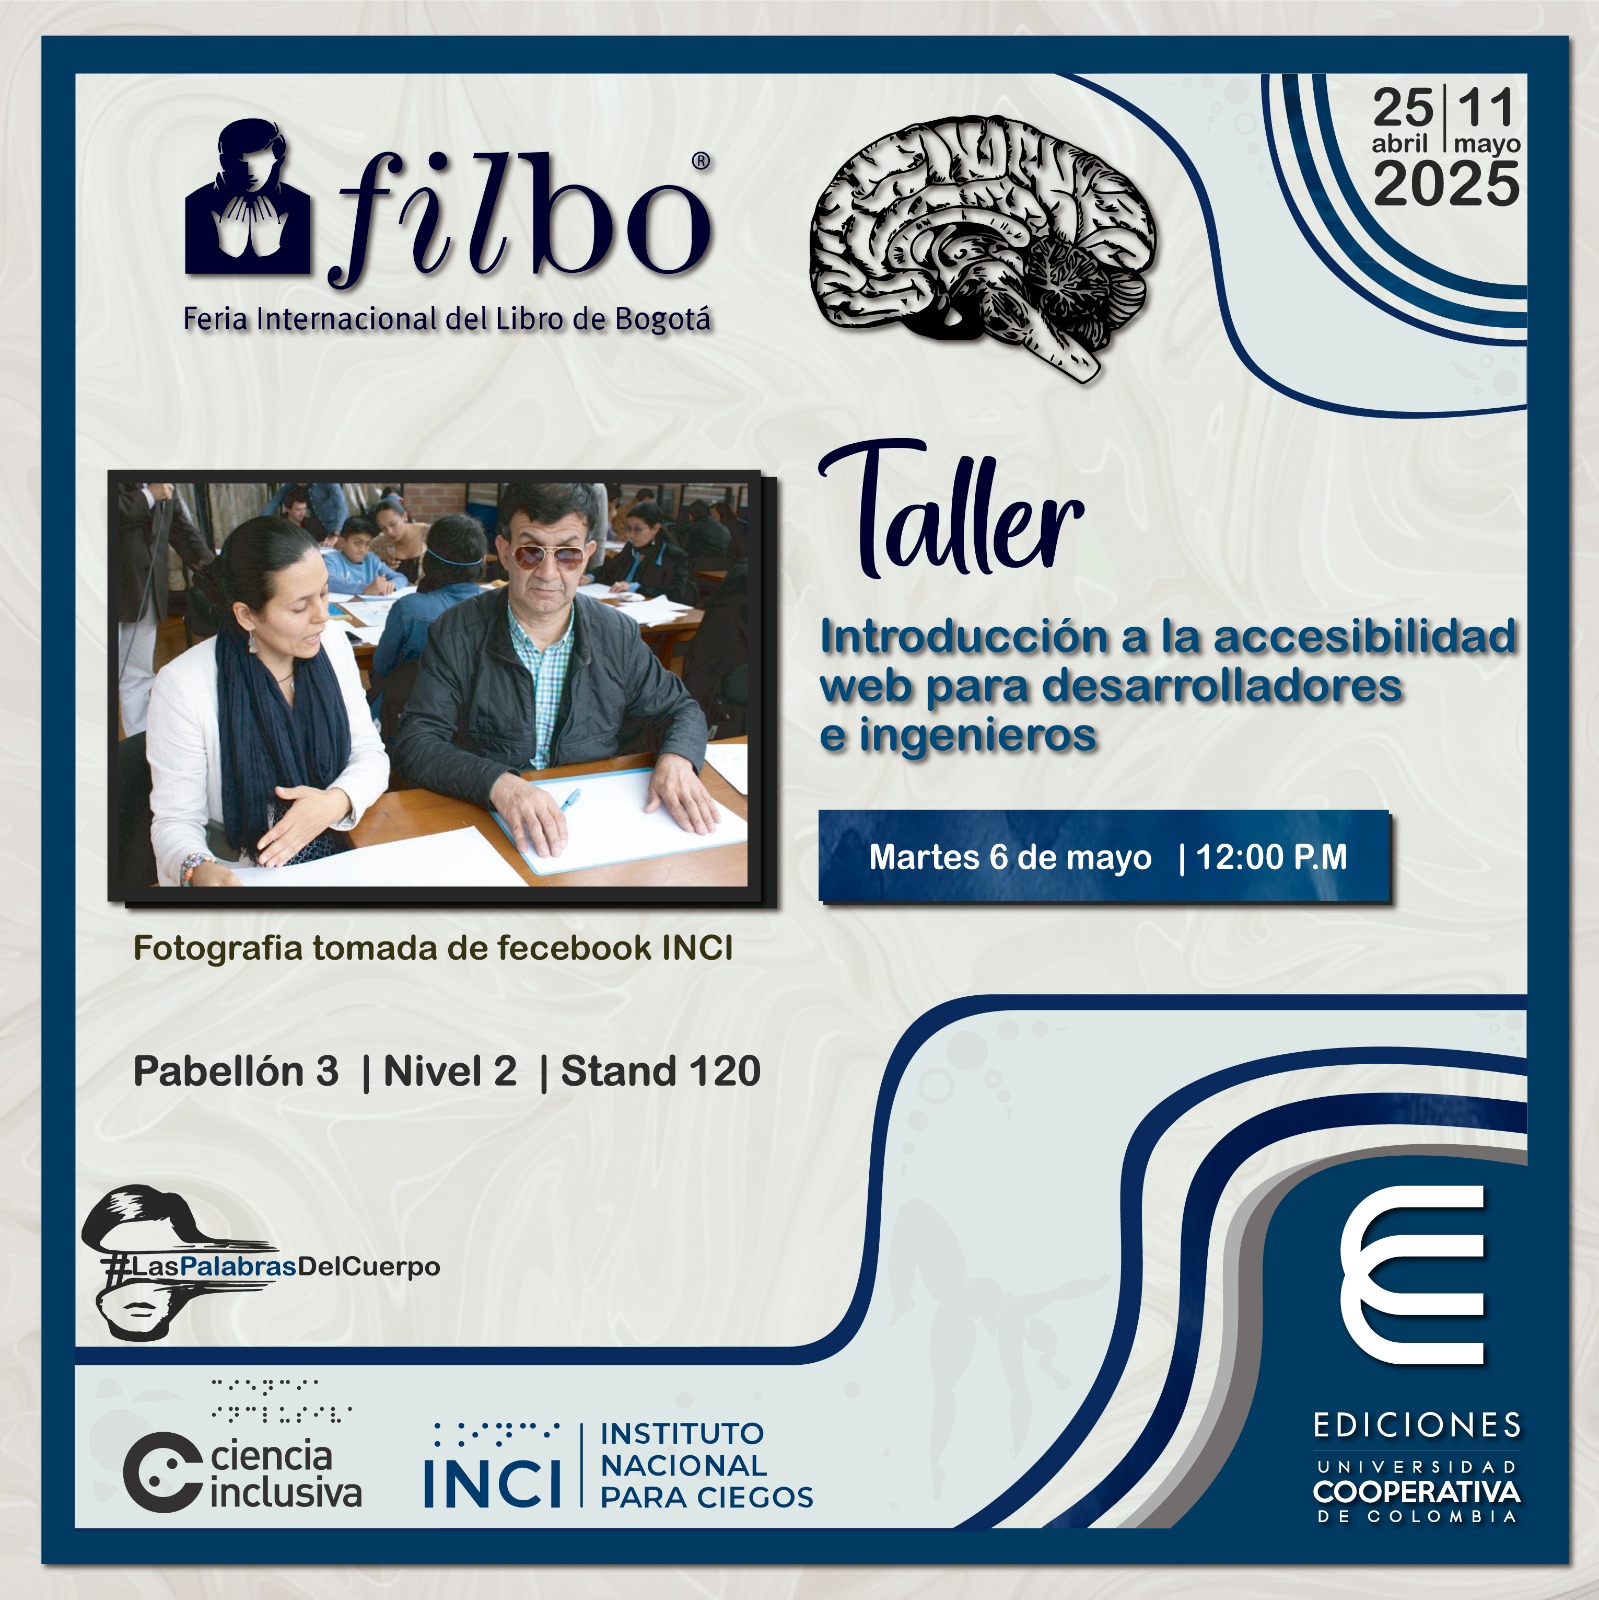 25 | 11
abril | mayo
2025
filbo®
Feria Internacional del Libro de Bogotá
Taller
Introducción a la accesibilidad
web para desarrolladores
e ingenieros
Martes 6 de mayo | 12:00 P.M
Fotografia tomada de fecebook INCI
Pabellón 3 | Nivel 2 | Stand 120
#LasPalabrasDelCuerpo
ciencia
inclusiva
INCI
INSTITUTO
NACIONAL
PARA CIEGOS
EDICIONES
UNIVERSIDAD
COOPERATIVA
DE COLOMBIA